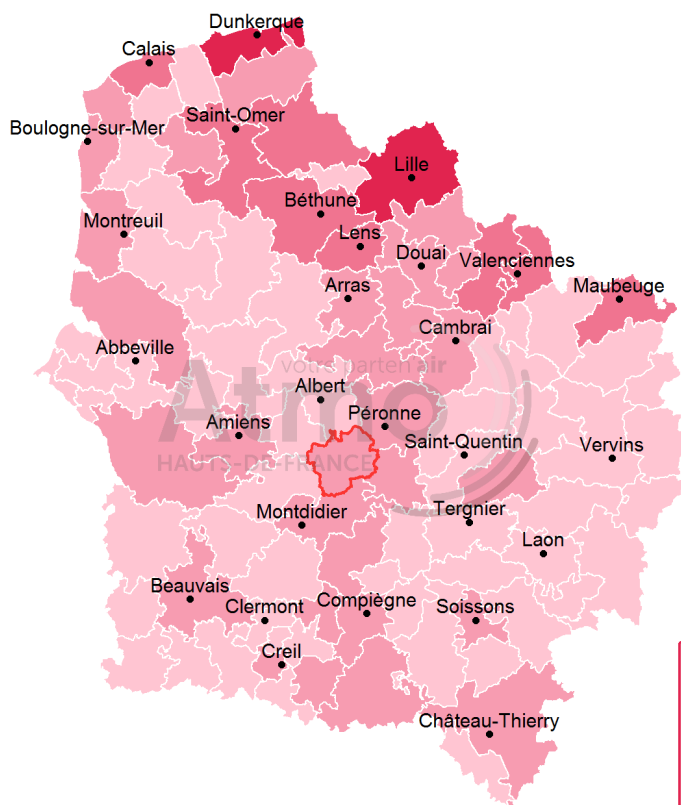 Dunkerque
Calais
Saint-Omer
Boulogne-sur-Mer
Lille
Béthune
Montreuil
Lens
Douai
Valenciennes
Arras
Maubeuge
Cambrai
Abbeville
votre parten'air
Atmo
HAUTS-DE-FRANCE
Albert
Péronne
Amiens
Saint-Quentin
Vervins
Montdidier
Tergnier
Laon
Beauvais
Clermont
Compiègne
Soissons
Creil
Château-Thierry